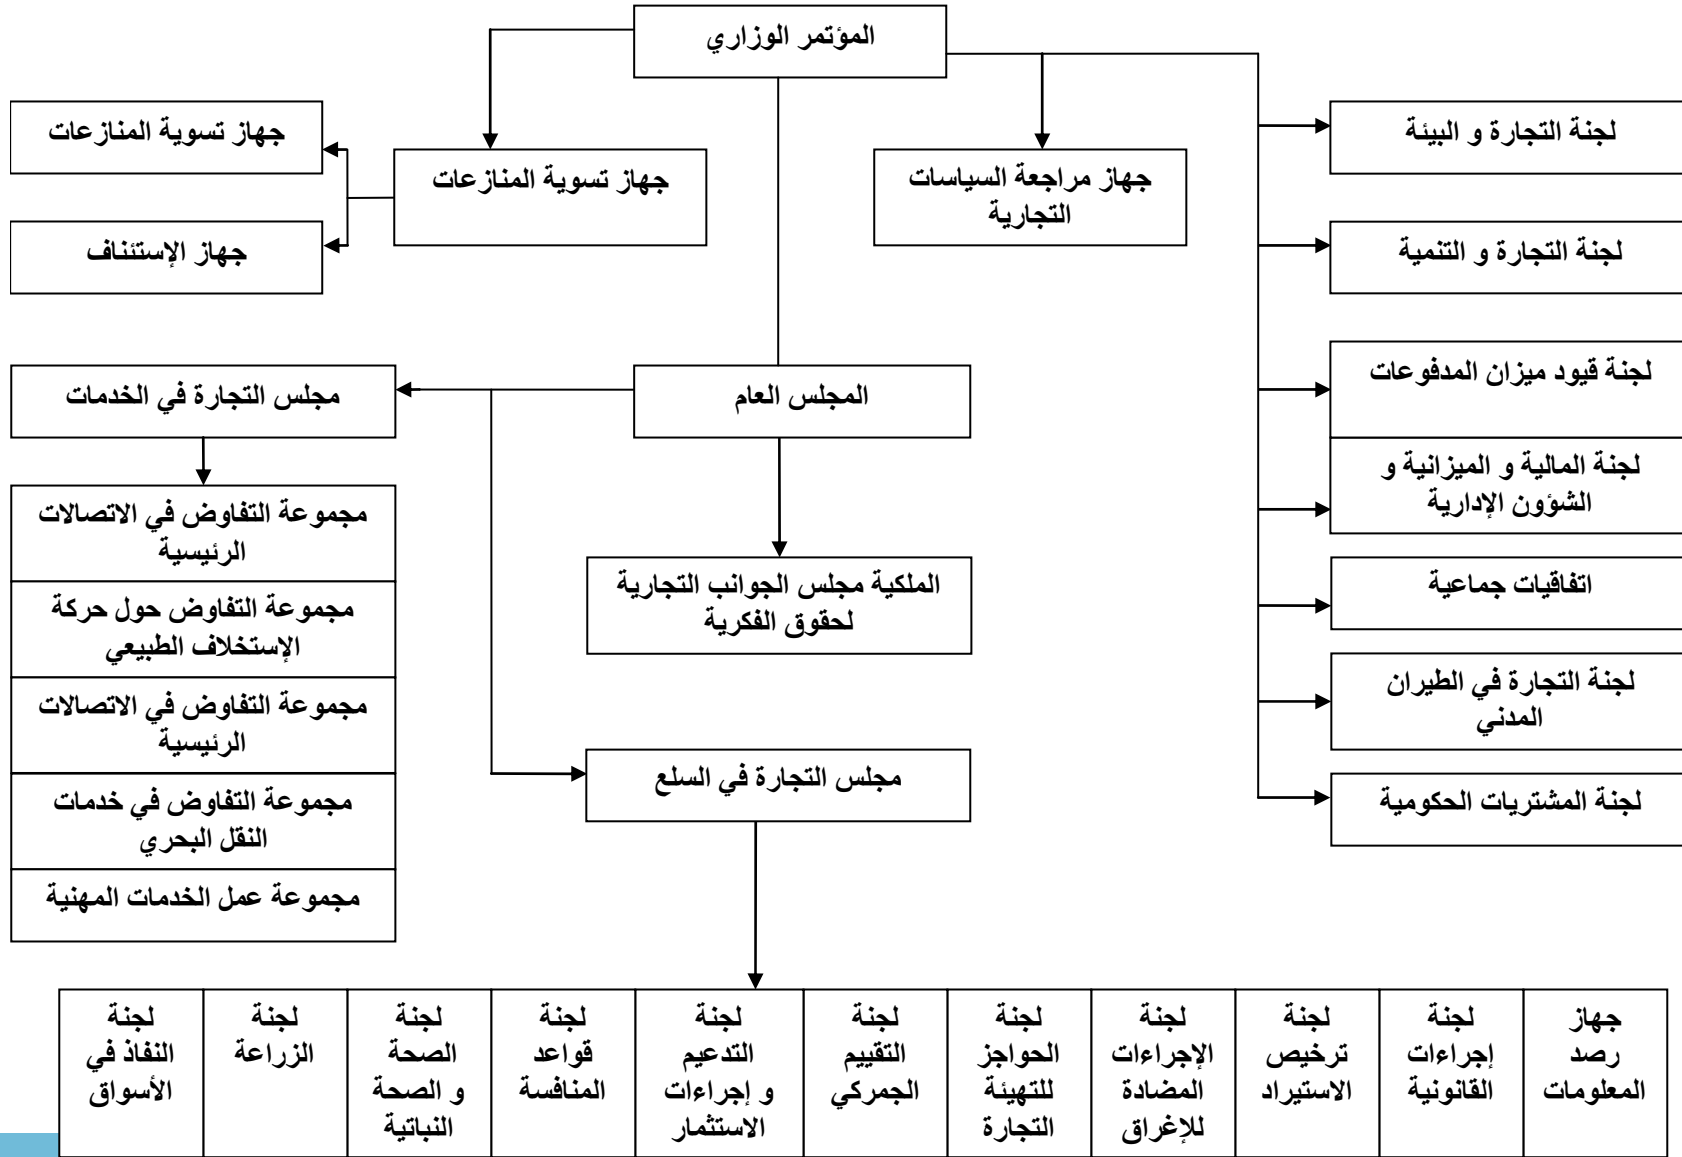 المؤتمر الوزاري
جهاز تسوية المنازعات
جهاز الإستئناف
جهاز تسوية المنازعات
جهاز مراجعة السياسات
التجارية
لجنة التجارة و البيئة
لجنة التجارة و التنمية
لجنة قيود ميزان المدفوعات
لجنة المالية و الميزانية و
الشؤون الإدارية
اتفاقيات جماعية
لجنة التجارة في الطيران
المدني
لجنة المشتريات الحكومية
المجلس العام
مجلس التجارة في الخدمات
مجموعة التفاوض في الاتصالات
الرئيسية
مجموعة التفاوض حول حركة
الإستخلاف الطبيعي
مجموعة التفاوض في الاتصالات
الرئيسية
مجموعة التفاوض في خدمات
النقل البحري
مجموعة عمل الخدمات المهنية
الملكية مجلس الجوانب التجارية
لحقوق الفكرية
مجلس التجارة في السلع
جهاز
رصد
المعلومات
لجنة
إجراءات
القانونية
لجنة
ترخيص
الاستيراد
لجنة
الإجراءات
المضادة
للإغراق
لجنة
الحواجز
للتهيئة
التجارة
لجنة
التقييم
الجمركي
لجنة
التدعيم
و إجراءات
الاستثمار
لجنة
قواعد
المنافسة
لجنة
الصحة
و الصحة
النباتية
لجنة
الزراعة
لجنة
النفاذ في
الأسواق